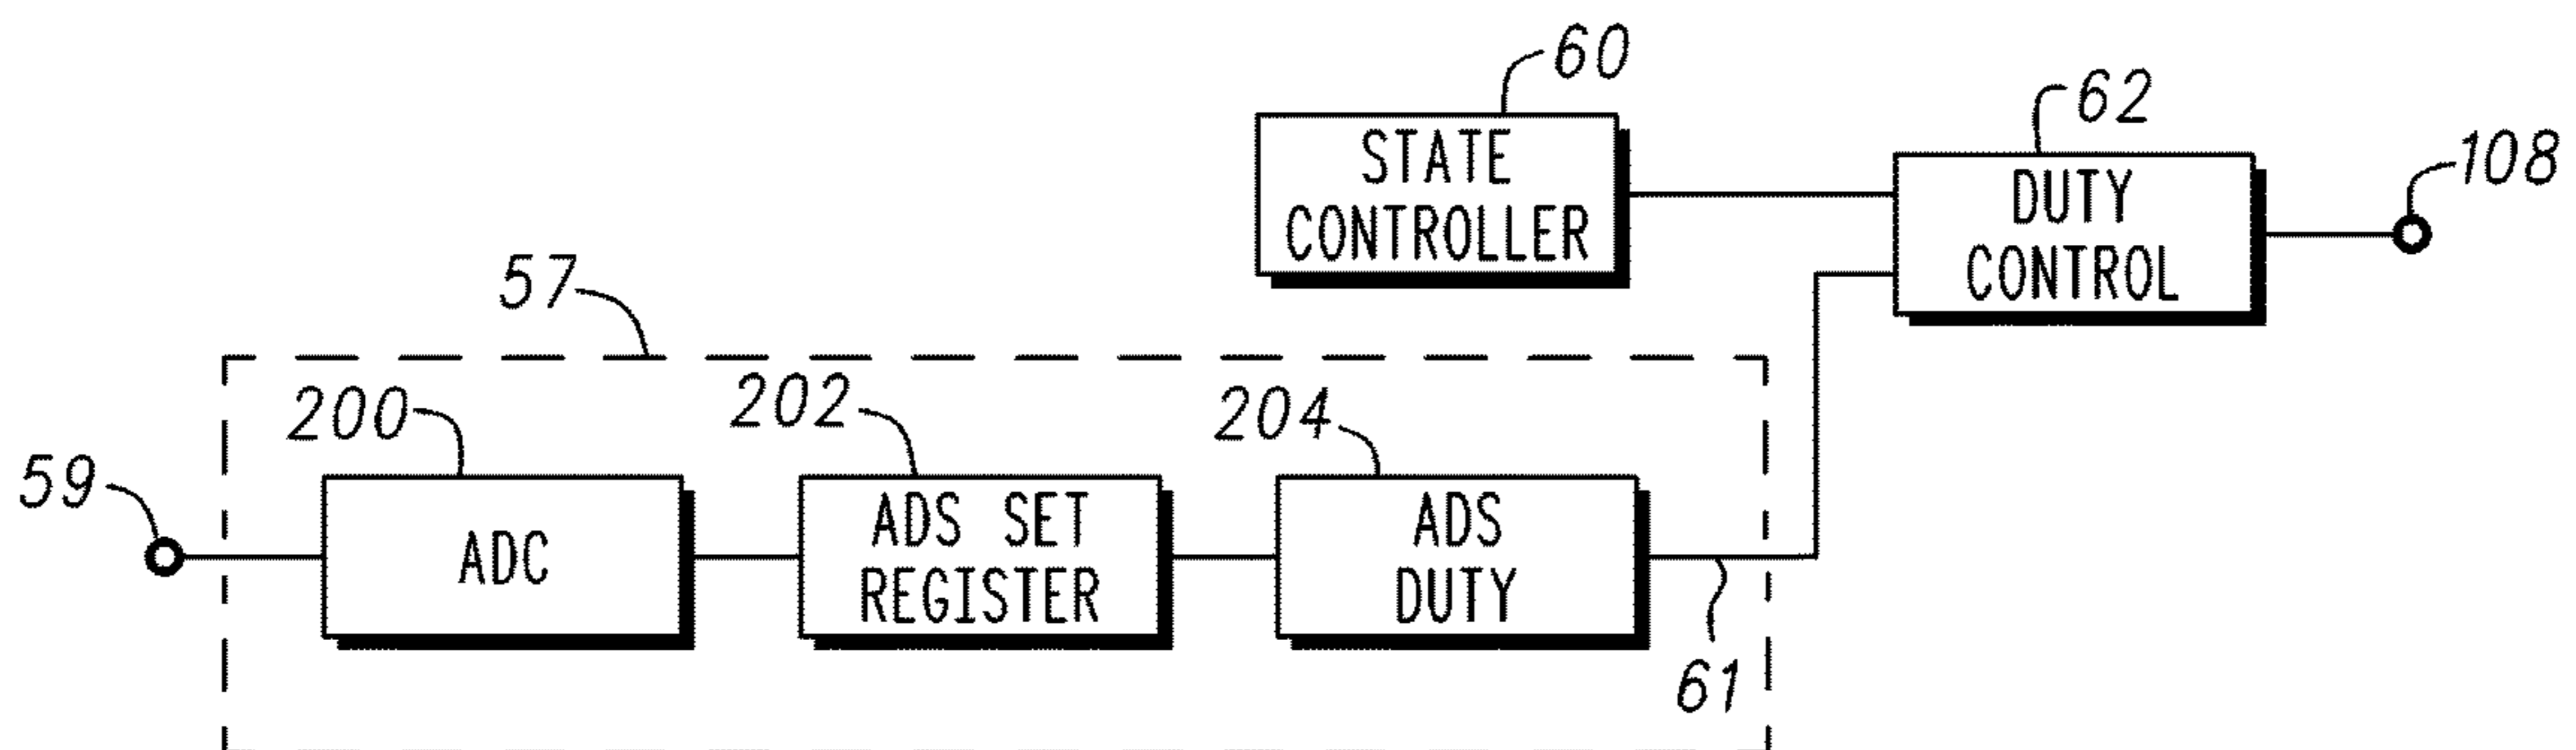 60
62
108
STATE
CONTROLLER
DUTY
CONTROL
57
200
202
204
59
ADC
ADS SET
REGISTER
ADS
DUTY
61